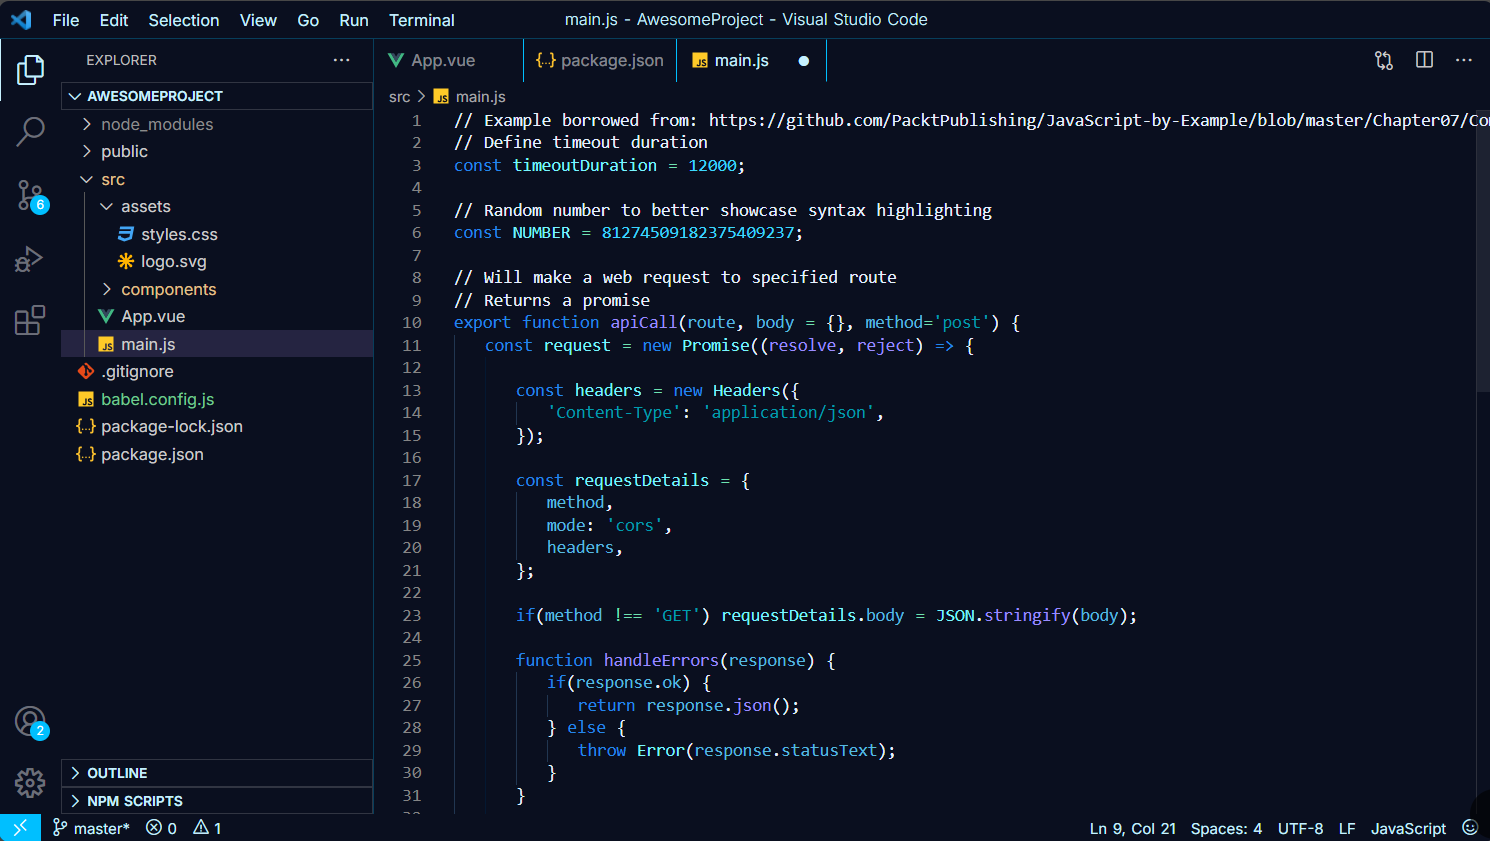 File Edit Selection View Go Run Terminal
main.js - AwesomeProject - Visual Studio Code
EXPLORER
AWESOMEPROJECT
node_modules
public
src
assets
styles.css
logo.svg
components
App.vue
main.js
.gitignore
babel.config.js
package-lock.json
package.json
OUTLINE
NPM SCRIPTS
6
2
App.vue
package.json
main.js
src > main.js
1 // Example borrowed from: https://github.com/PacktPublishing/JavaScript-by-Example/blob/master/Chapter07/Co
2 // Define timeout duration
3 const timeoutDuration = 12000;
4
5 // Random number to better showcase syntax highlighting
6 const NUMBER = 81274509182375409237;
7
8 // Will make a web request to specified route
9 // Returns a promise
10 export function apiCall(route, body = {}, method='post') {
11 const request = new Promise((resolve, reject) => {
12
13 const headers = new Headers({
14 'Content-Type': 'application/json',
15 });
16
17 const requestDetails = {
18 method,
19 mode: 'cors',
20 headers,
21 };
22
23 if(method !== 'GET') requestDetails.body = JSON.stringify(body);
24
25 function handleErrors(response) {
26 if(response.ok) {
27 return response.json();
28 } else {
29 throw Error(response.statusText);
30 }
31 }
master* 0 1
Ln 9, Col 21 Spaces: 4 UTF-8 LF JavaScript